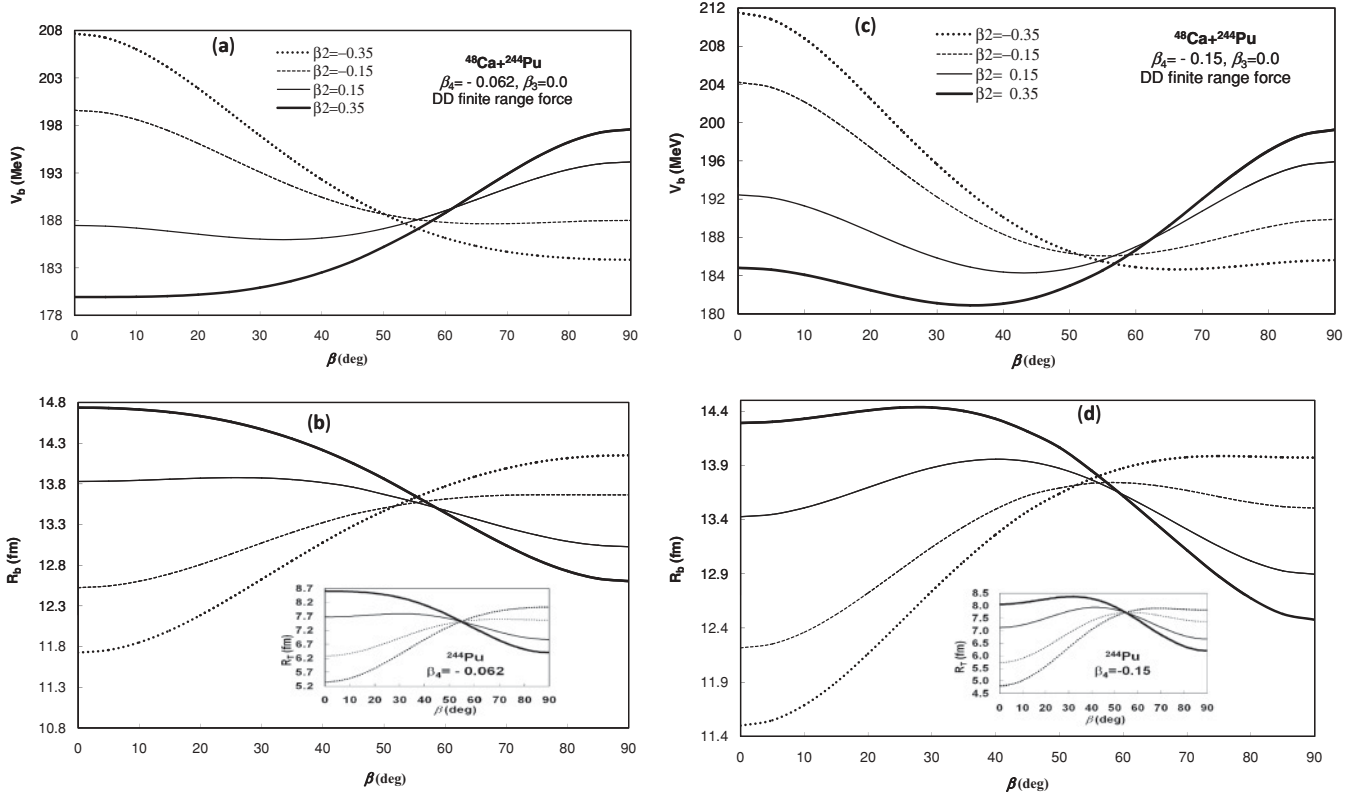 (a)
β2=−0.35
β2=−0.15
β2=0.15
β2=0.35
⁴⁸Ca+²⁴⁴Pu
β₄= - 0.062, β₃=0.0
DD finite range force
V_b (MeV)
208
203
198
193
188
183
178
0 10 20 30 40 50 60 70 80 90
β(deg)
(c)
β2=−0.35
β2=−0.15
β2= 0.15
β2= 0.35
⁴⁸Ca+²⁴⁴Pu
β₄= - 0.15, β₃=0.0
DD finite range force
V_b (MeV)
212
208
204
200
196
192
188
184
180
0 10 20 30 40 50 60 70 80 90
β(deg)
(b)
R_b (fm)
14.8
14.3
13.8
13.3
12.8
12.3
11.8
11.3
10.8
0 10 20 30 40 50 60 70 80 90
β(deg)
R_T (fm)
8.7
7.7
7.2
6.2
5.7
5.2
²⁴⁴Pu
β₄= - 0.062
0 10 20 30 40 50 60 70 80 90
β(deg)
(d)
R_b (fm)
14.4
13.9
13.4
12.9
12.4
11.9
11.4
0 10 20 30 40 50 60 70 80 90
β(deg)
R_T (fm)
8.5
8.0
7.5
7.0
6.5
6.0
5.5
5.0
4.5
²⁴⁴Pu
β₄=-0.15
0 10 20 30 40 50 60 70 80 90
β(deg)